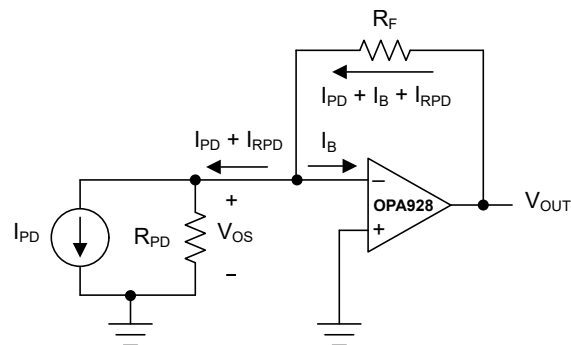 R_F
I_PD + I_B + I_RPD
I_PD + I_RPD
I_B
−
OPA928
+
V_OUT
I_PD
R_PD
+
V_OS
−